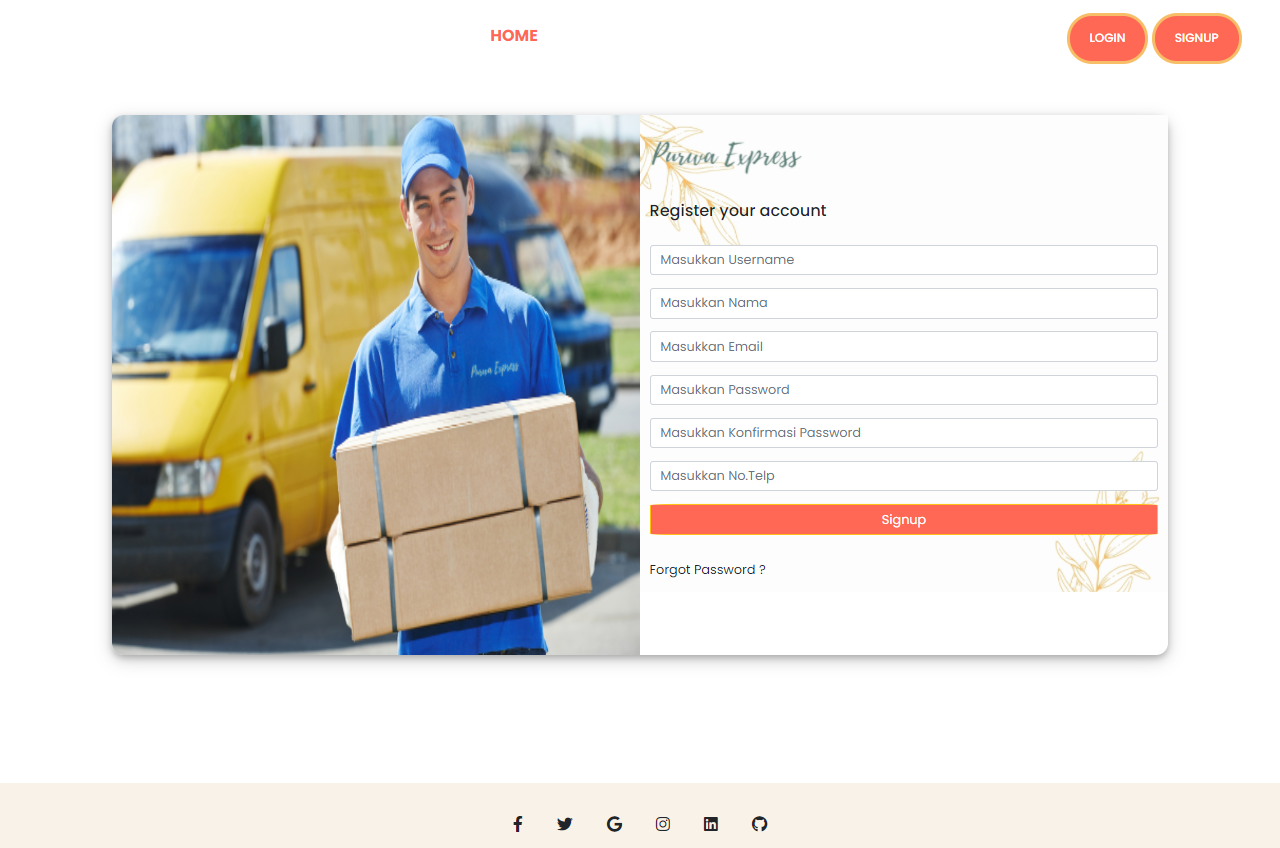 HOME
LOGIN
SIGNUP
Purwa Express
Purwa Express
Register your account
Masukkan Username
Masukkan Nama
Masukkan Email
Masukkan Password
Masukkan Konfirmasi Password
Masukkan No.Telp
Signup
Forgot Password ?